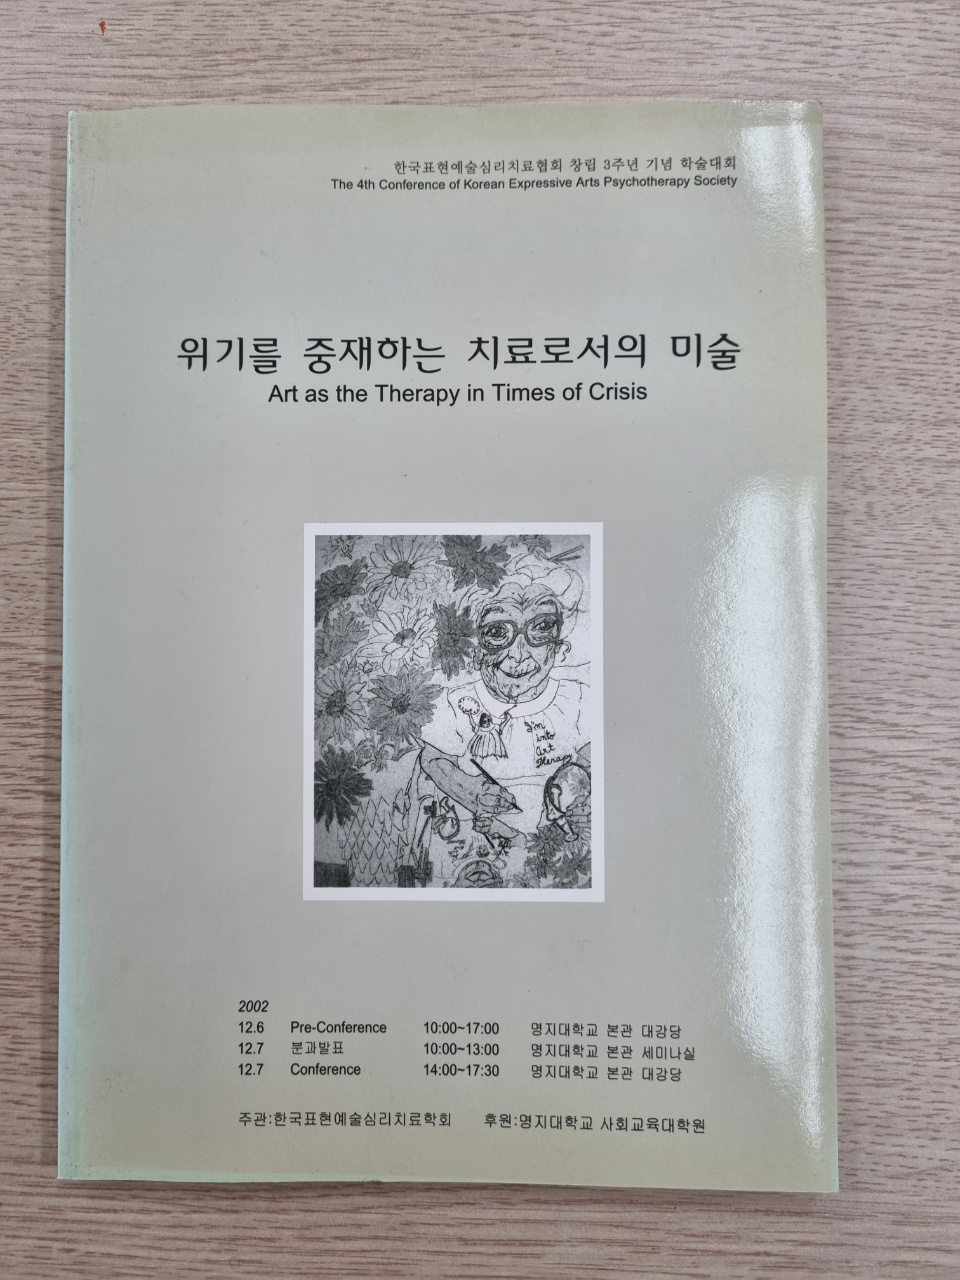 한국표현예술심리치료협회 창립 3주년 기념 학술대회
The 4th Conference of Korean Expressive Arts Psychotherapy Society
위기를 중재하는 치료로서의 미술
Art as the Therapy in Times of Crisis
I'm
into
art
therapy
2002
12.6 Pre-Conference 10:00~17:00 명지대학교 본관 대강당
12.7 분과발표 10:00~13:00 명지대학교 본관 세미나실
12.7 Conference 14:00~17:30 명지대학교 본관 대강당
주관:한국표현예술심리치료학회 후원:명지대학교 사회교육대학원